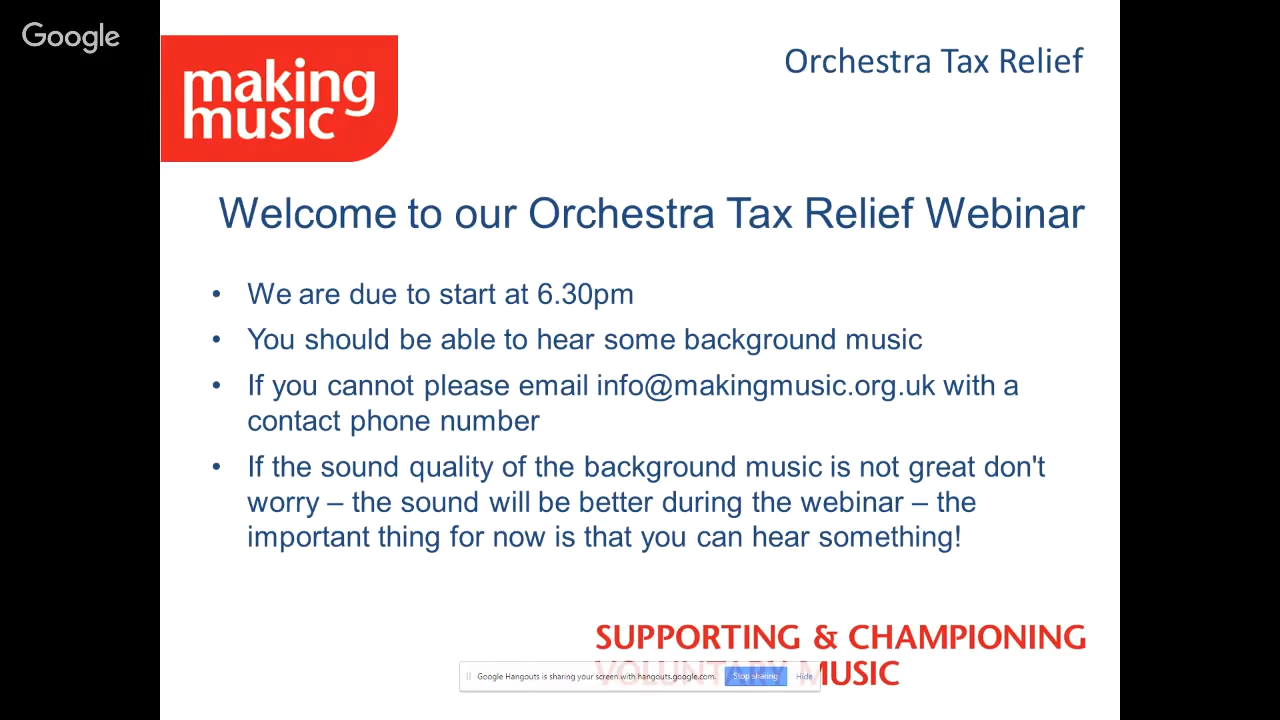 Google
making
music
Orchestra Tax Relief
Welcome to our Orchestra Tax Relief Webinar
• We are due to start at 6.30pm
• You should be able to hear some background music
• If you cannot please email info@makingmusic.org.uk with a
contact phone number
• If the sound quality of the background music is not great don't
worry – the sound will be better during the webinar – the
important thing for now is that you can hear something!
SUPPORTING & CHAMPIONING
VOLUNTARY MUSIC
Google Hangouts is sharing your screen with hangouts.google.com. Stop sharing Hide